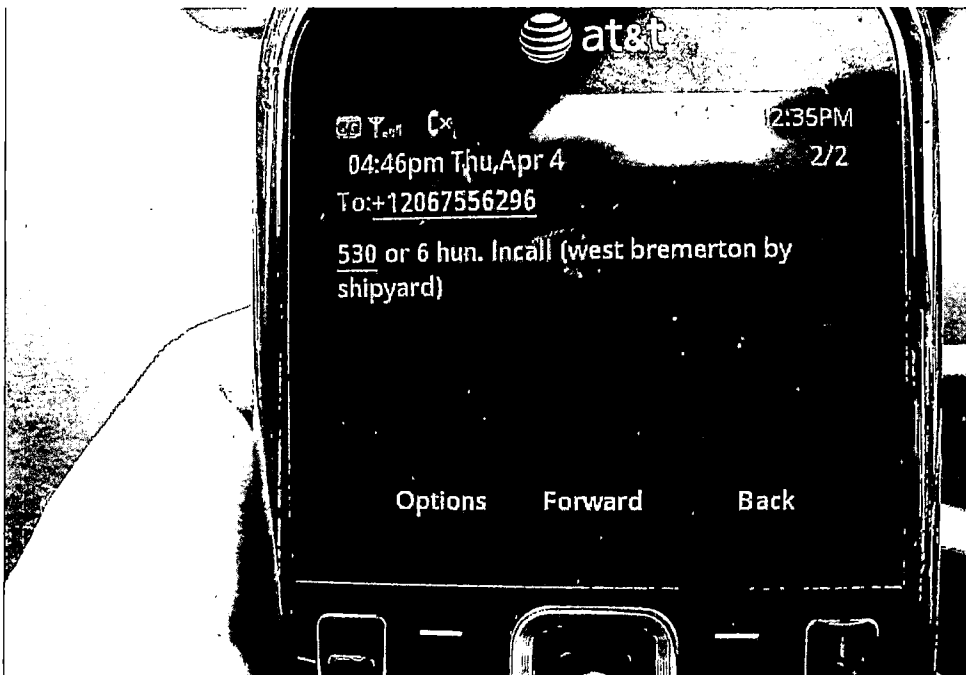 at&t
2:35PM
04:46pm Thu,Apr 4
2/2
To:+12067556296
530 or 6 hun. Incall (west bremerton by
shipyard)
Options Forward Back